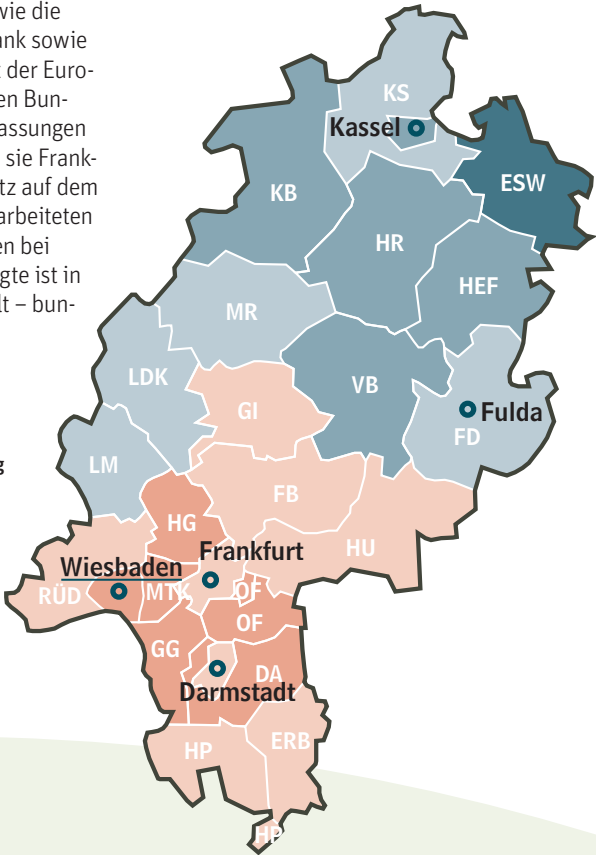 wie die
ank sowie
t der Euro-
en Bun-
assungen
sie Frank-
tz auf dem
arbeiteten
en bei
gte ist in
lt – bun-
g
KS
Kassel
ESW
KB
HR
HEF
MR
VB
LDK
GI
Fulda
FD
LM
FB
HG
HU
Frankfurt
Wiesbaden
RÜD
MTK
OF
OF
GG
DA
Darmstadt
HP
ERB
HP